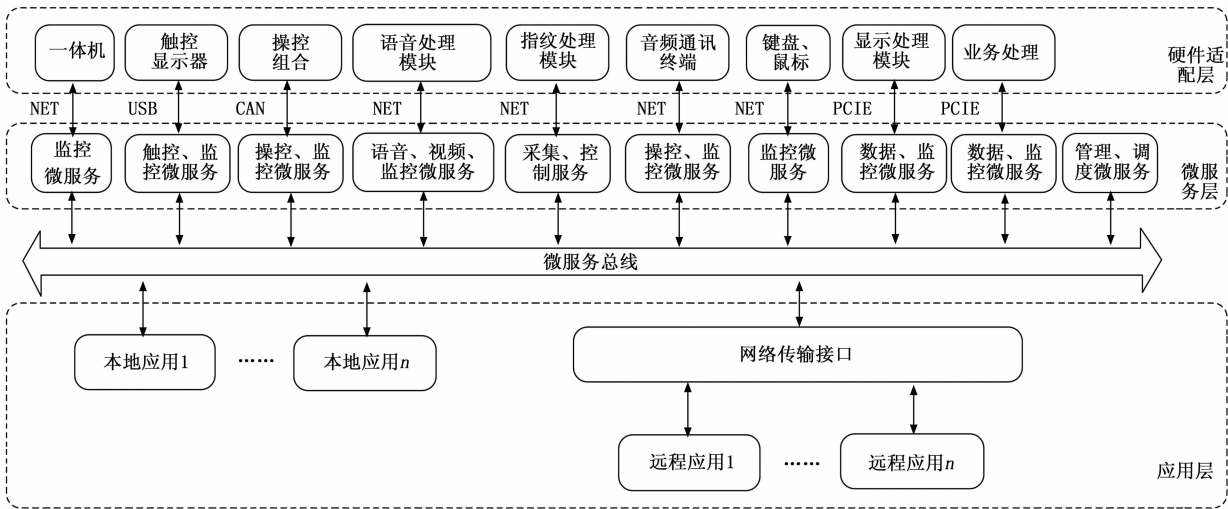 一体机
触控
显示器
操控
组合
语音处理
模块
指纹处理
模块
音频通讯
终端
键盘、
鼠标
显示处理
模块
业务处理
硬件适
配层
NET
USB
CAN
NET
NET
NET
NET
PCIE
PCIE
监控
微服务
触控、监
控微服务
操控、监
控微服务
语音、视频、
监控微服务
采集、控
制服务
操控、监
控微服务
监控微
服务
数据、监
控微服务
数据、监
控微服务
管理、调
度微服务
微服
务层
微服务总线
本地应用1
……
本地应用n
网络传输接口
远程应用1
……
远程应用n
应用层